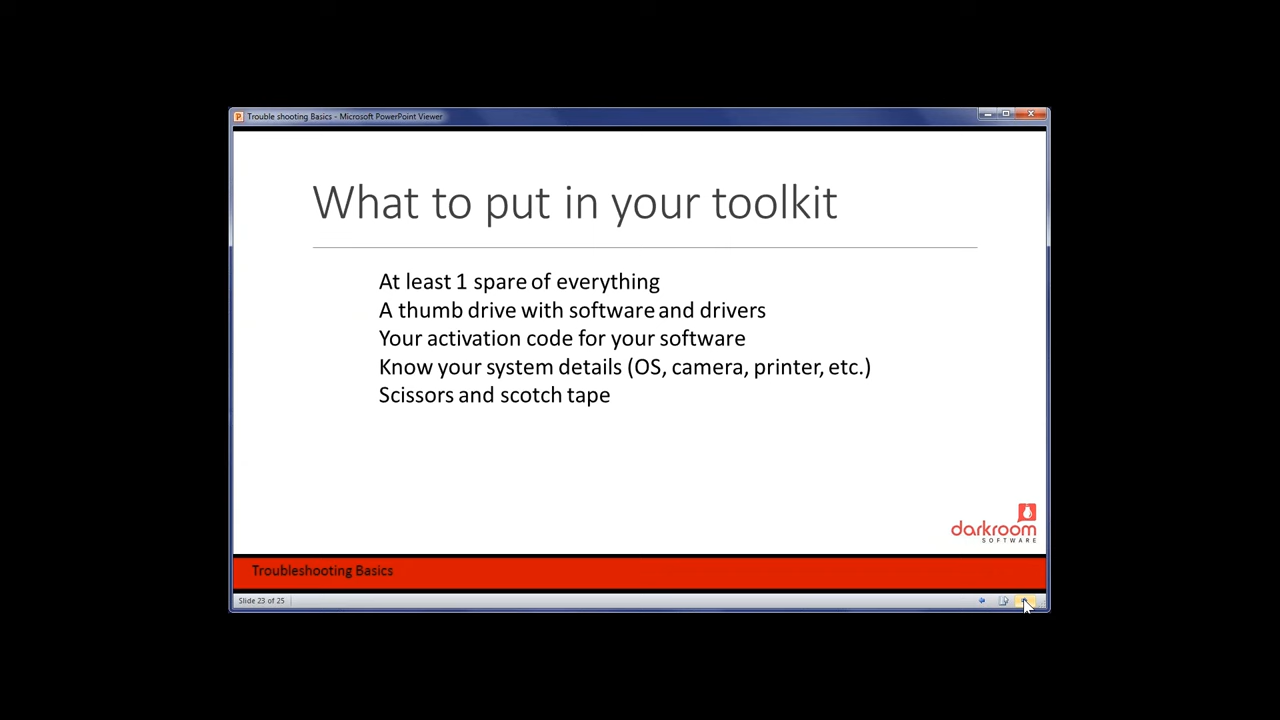 Trouble shooting Basics - Microsoft PowerPoint Viewer
What to put in your toolkit
At least 1 spare of everything
A thumb drive with software and drivers
Your activation code for your software
Know your system details (OS, camera, printer, etc.)
Scissors and scotch tape
darkroom
SOFTWARE
Troubleshooting Basics
Slide 23 of 25